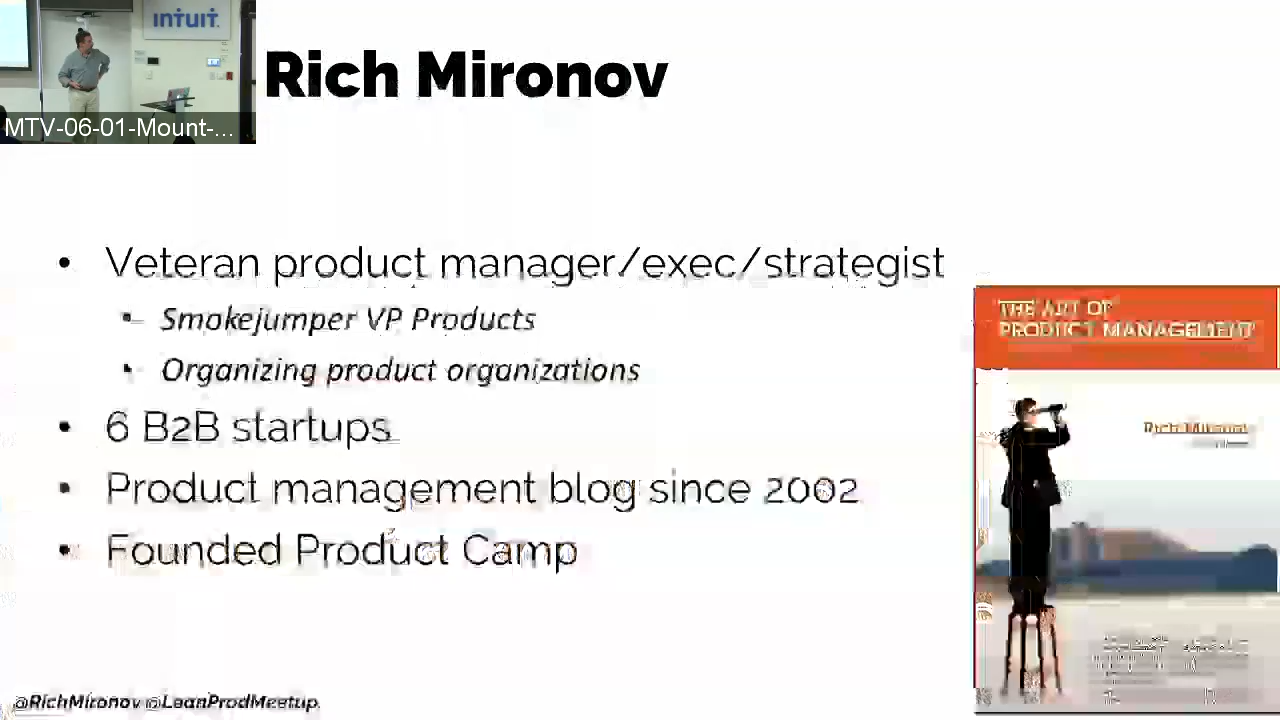 intuit.
MTV-06-01-Mount-...
Rich Mironov
• Veteran product manager/exec/strategist
• Smokejumper VP Products
• Organizing product organizations
• 6 B2B startups
• Product management blog since 2002
• Founded Product Camp
THE ART OF
PRODUCT MANAGEMENT
Rich Mironov
@RichMironov @LeanProdMeetup